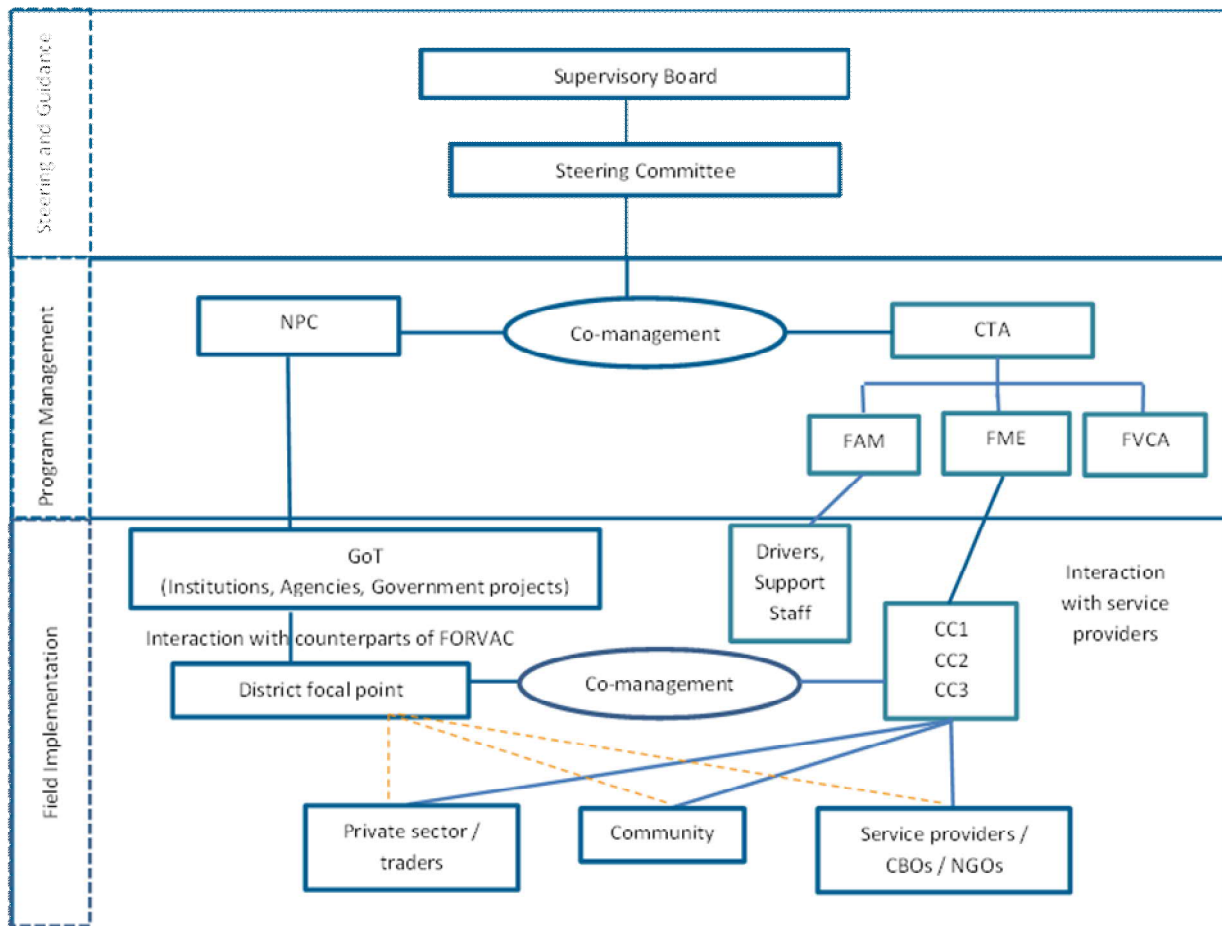 Steering and Guidance
Supervisory Board
Steering Committee
Program Management
NPC
Co-management
CTA
FAM
FME
FVCA
Field Implementation
GoT
(Institutions, Agencies, Government projects)
Drivers,
Support
Staff
Interaction
with service
providers
Interaction with counterparts of FORVAC
CC1
CC2
CC3
District focal point
Co-management
Private sector /
traders
Community
Service providers /
CBOs / NGOs